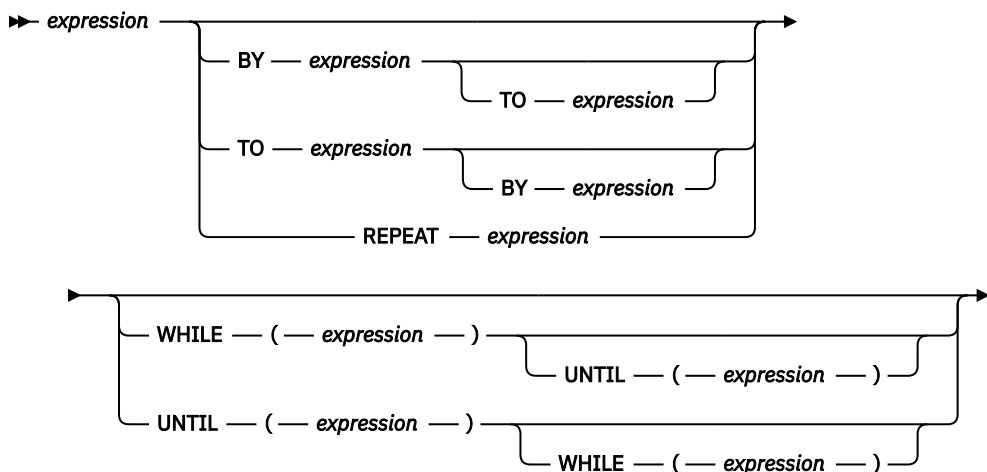 expression
BY expression
TO expression
TO expression
BY expression
REPEAT expression
WHILE ( expression )
UNTIL ( expression )
UNTIL ( expression )
WHILE ( expression )